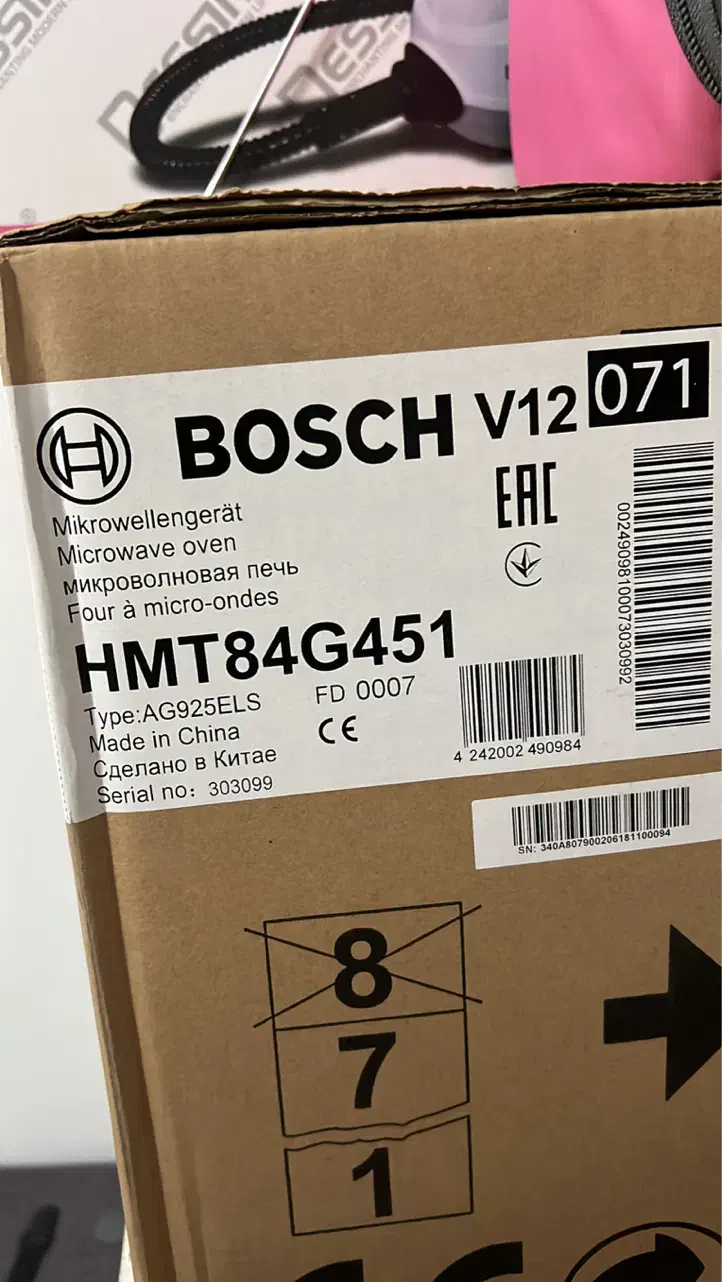 BOSCH V12 071
EAC
Mikrowellengerät
Microwave oven
микроволновая печь
Four à micro-ondes
HMT84G451
Type:AG925ELS FD 0007
Made in China CE
Сделано в Китае
Serial no: 303099
4 242002 490984
00249098100073030992
SN: 340A807900206181100094
8
7
1